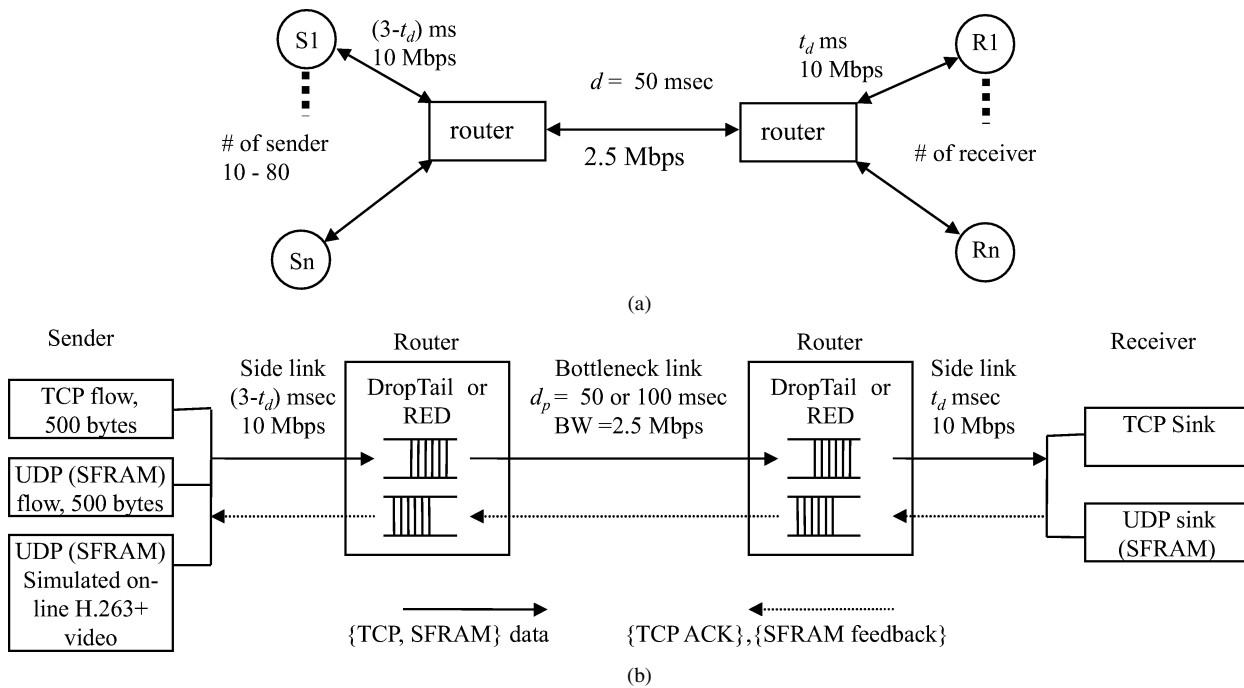 S1
(3-t_d) ms
10 Mbps
# of sender
10 - 80
Sn
router
d = 50 msec
2.5 Mbps
router
t_d ms
10 Mbps
R1
# of receiver
Rn
(a)
Sender
TCP flow,
500 bytes
UDP (SFRAM)
flow, 500 bytes
UDP (SFRAM)
Simulated on-
line H.263+
video
Side link
(3-t_d) msec
10 Mbps
Router
DropTail or
RED
Bottleneck link
d_p = 50 or 100 msec
BW =2.5 Mbps
Router
DropTail or
RED
Side link
t_d msec
10 Mbps
Receiver
TCP Sink
UDP sink
(SFRAM)
{TCP, SFRAM} data
{TCP ACK},{SFRAM feedback}
(b)